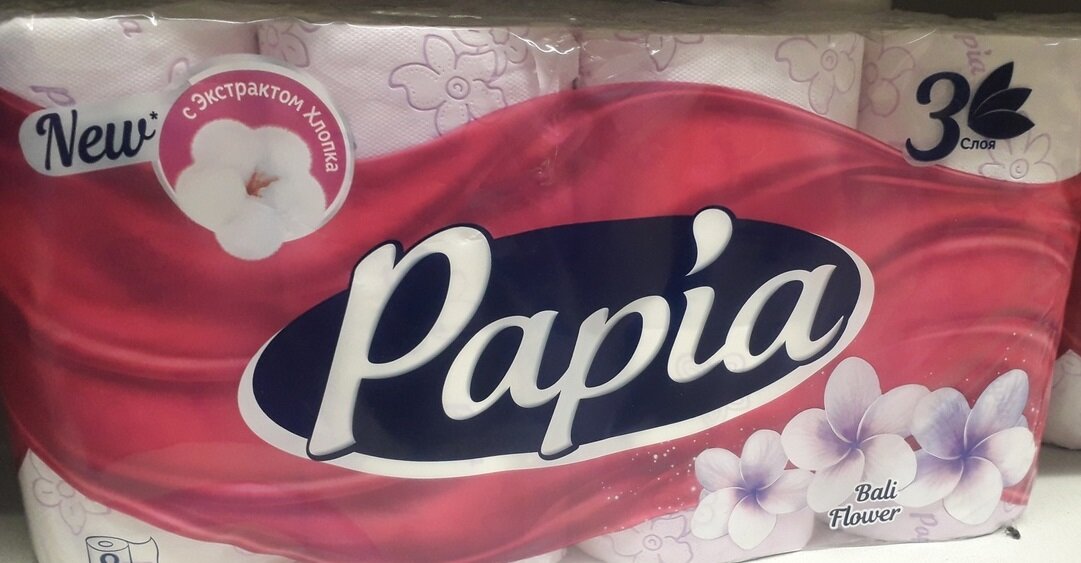 New*
с Экстрактом Хлопка
3
Слоя
Papia
Bali
Flower